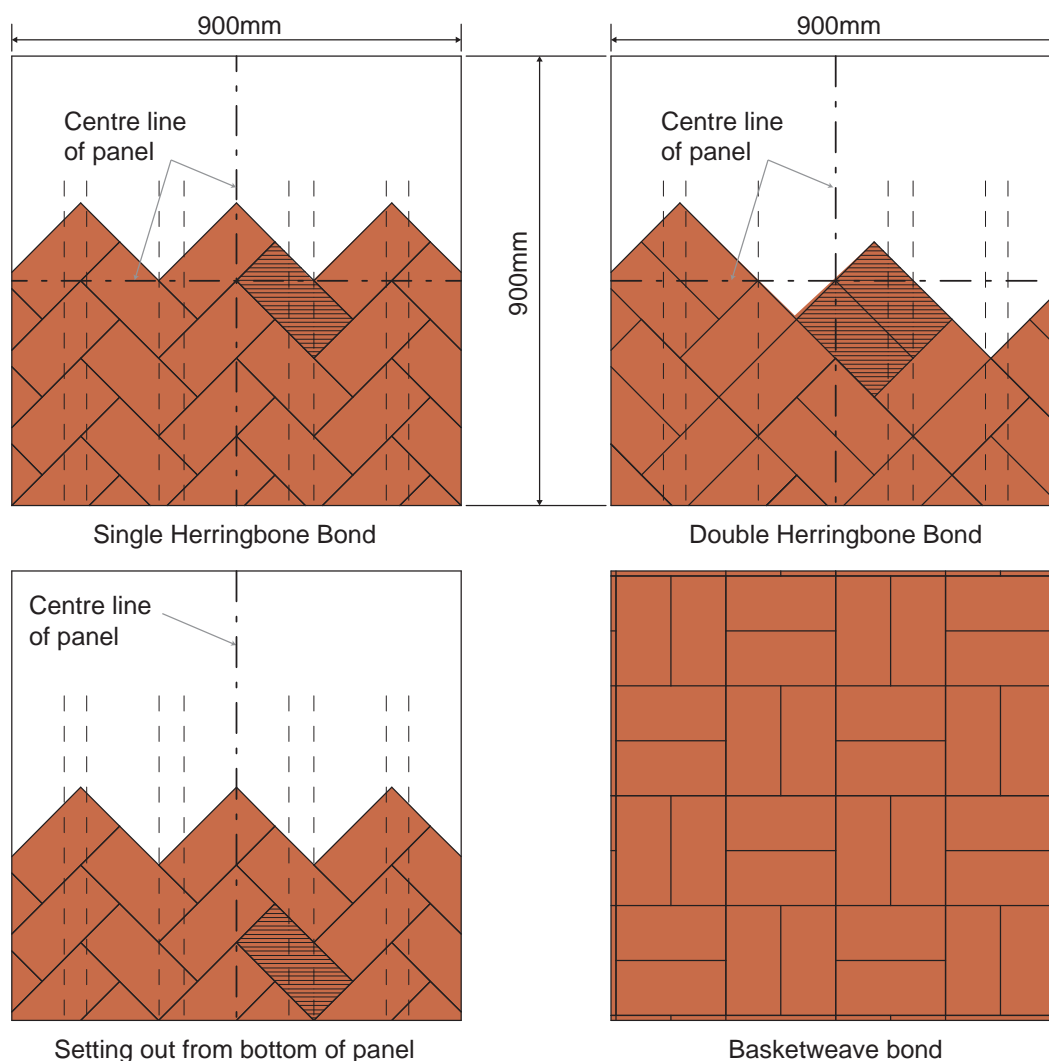 900mm
900mm
Centre line
of panel
Centre line
of panel
900mm
Single Herringbone Bond
Double Herringbone Bond
Centre line
of panel
Setting out from bottom of panel
Basketweave bond